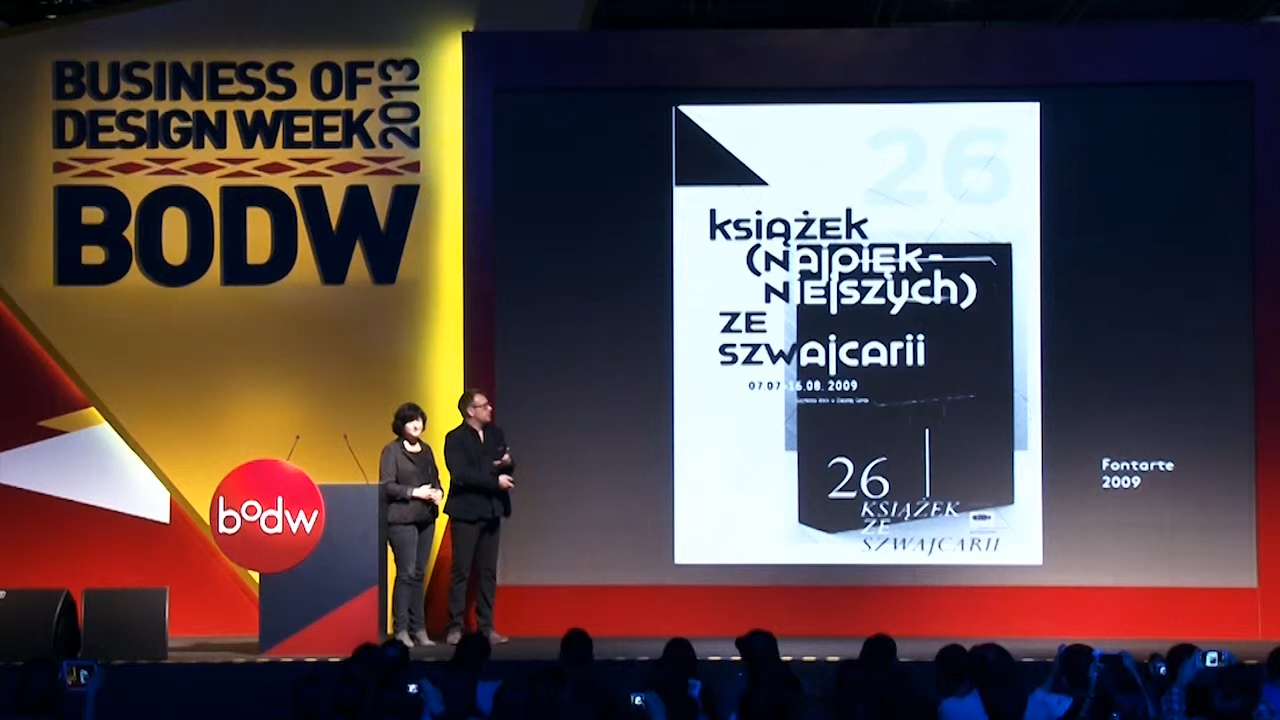 BUSINESS OF
DESIGN WEEK
2013
BODW
bodw
26
książek
(najpięk-
niejszych)
ze
szwajcarii
07.07-16.08. 2009
26
KSIĄŻEK
ZE
SZWAJCARII
Fontarte
2009